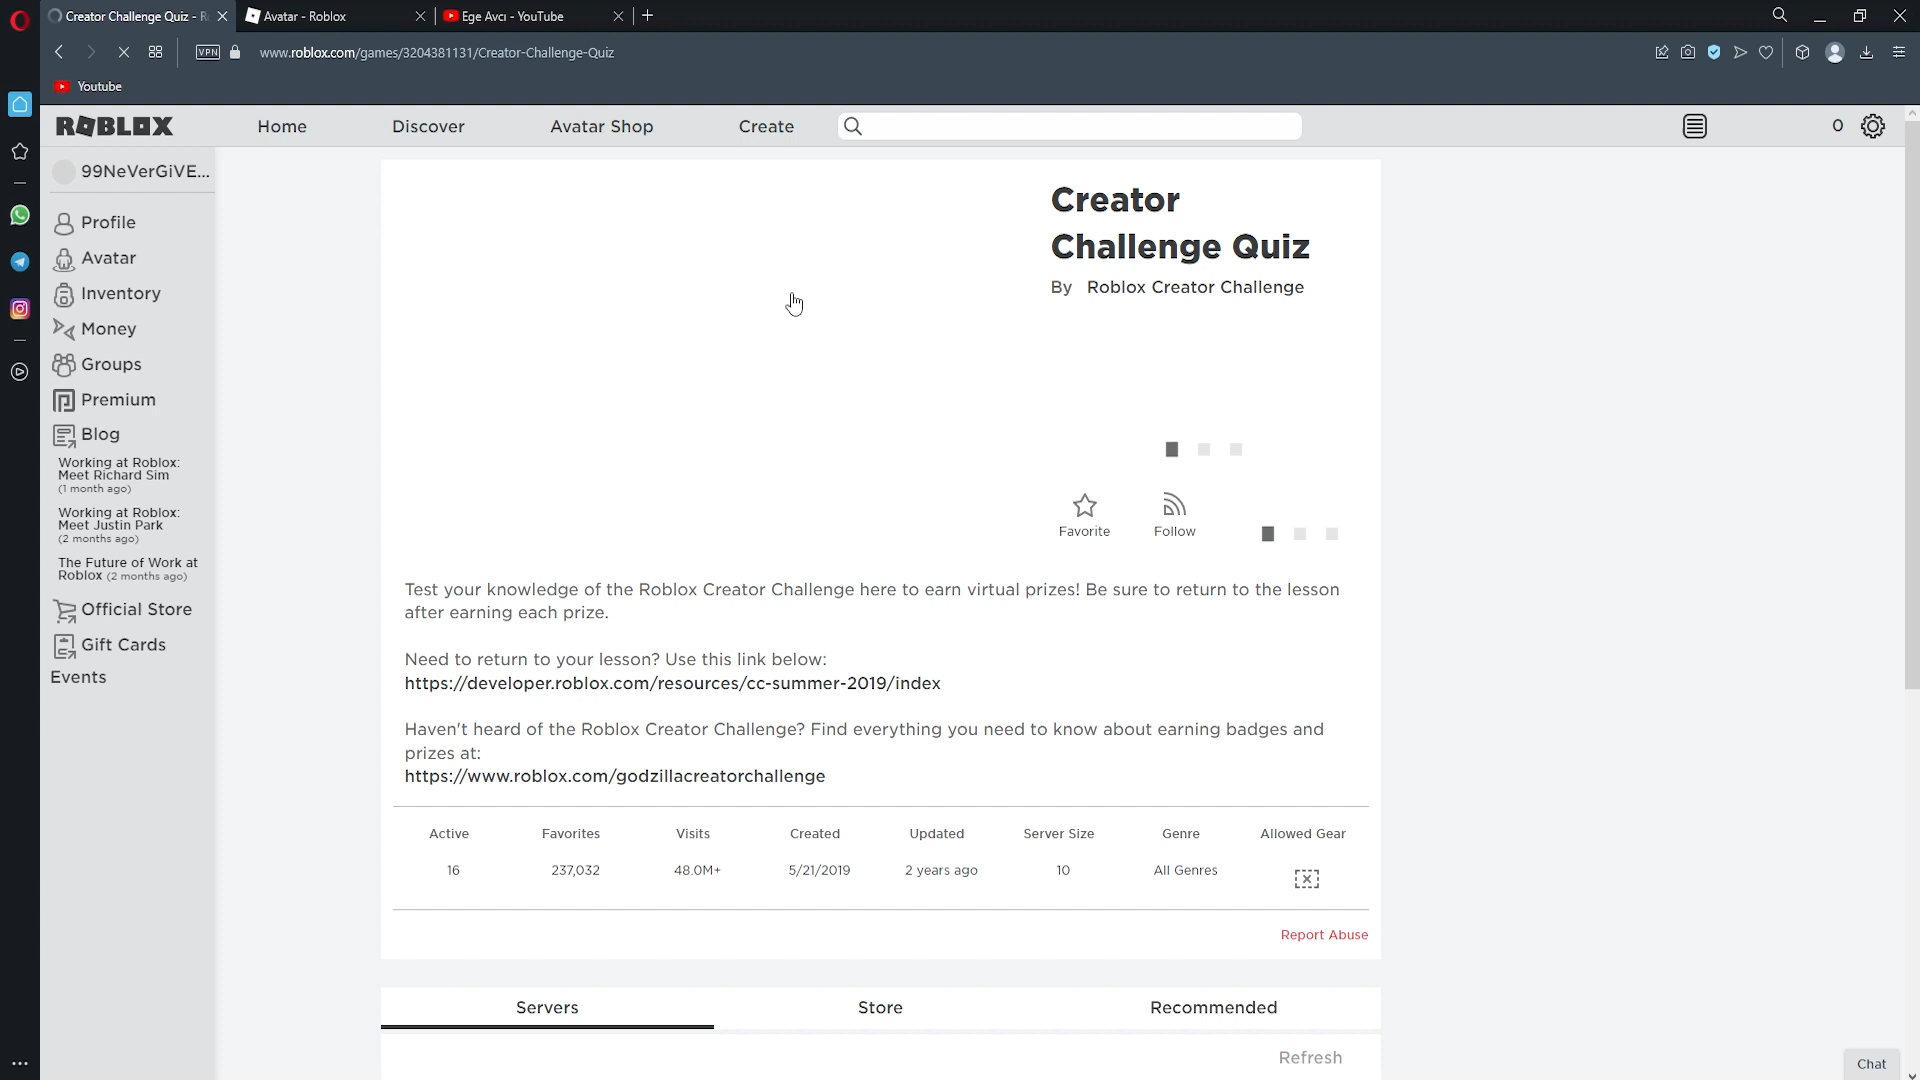 Creator Challenge Quiz - R
Avatar - Roblox
Ege Avcı - YouTube
VPN
www.roblox.com/games/3204381131/Creator-Challenge-Quiz
Youtube
ROBLOX
Home
Discover
Avatar Shop
Create
0
99NeVerGiVE...
Profile
Avatar
Inventory
Money
Groups
Premium
Blog
Working at Roblox:
Meet Richard Sim
(1 month ago)
Working at Roblox:
Meet Justin Park
(2 months ago)
The Future of Work at
Roblox (2 months ago)
Official Store
Gift Cards
Events
Creator
Challenge Quiz
By Roblox Creator Challenge
Favorite
Follow
Test your knowledge of the Roblox Creator Challenge here to earn virtual prizes! Be sure to return to the lesson
after earning each prize.
Need to return to your lesson? Use this link below:
https://developer.roblox.com/resources/cc-summer-2019/index
Haven't heard of the Roblox Creator Challenge? Find everything you need to know about earning badges and
prizes at:
https://www.roblox.com/godzillacreatorchallenge
Active Favorites Visits Created Updated Server Size Genre Allowed Gear
16 237,032 48.0M+ 5/21/2019 2 years ago 10 All Genres
Report Abuse
Servers
Store
Recommended
Refresh
Chat